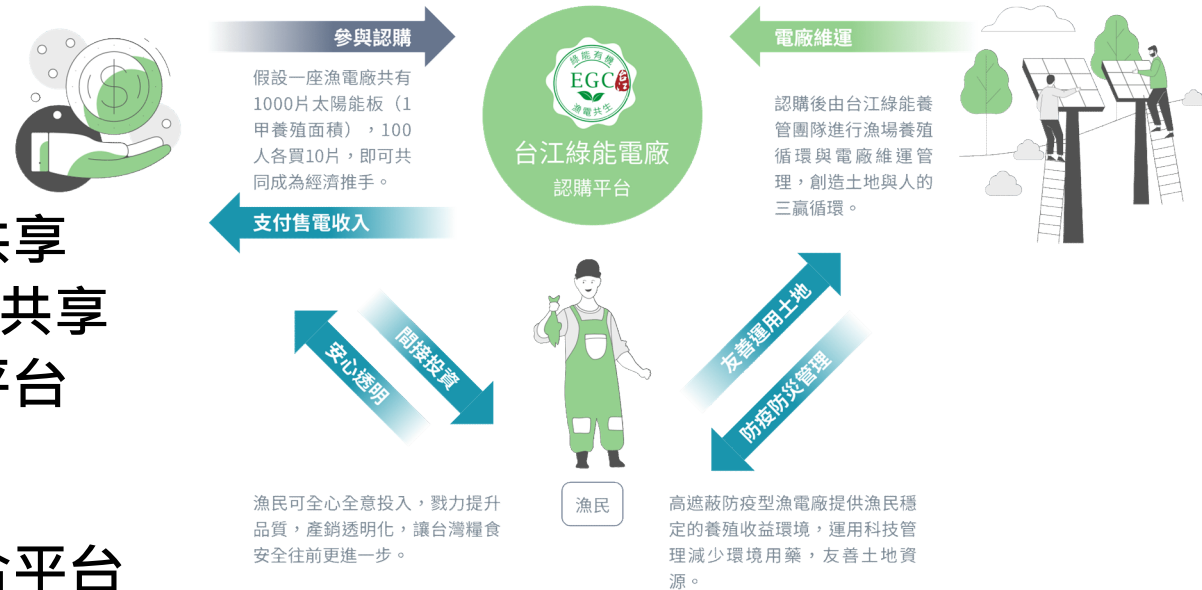 參與認購
假設一座漁電廠共有
1000片太陽能板（1
甲養殖面積），100
人各買10片，即可共
同成為經濟推手。
支付售電收入
綠能有機
EGC
台江
漁電共生
台江綠能電廠
認購平台
電廠維運
認購後由台江綠能養
管團隊進行漁場養殖
循環與電廠維運管
理，創造土地與人的
三贏循環。
共享
共享
平台
合平台
安心透明
間接投資
友善運用土地
防疫防災管理
漁民可全心全意投入，戮力提升
品質，產銷透明化，讓台灣糧食
安全往前更進一步。
漁民
高遮蔽防疫型漁電廠提供漁民穩
定的養殖收益環境，運用科技管
理減少環境用藥，友善土地資
源。